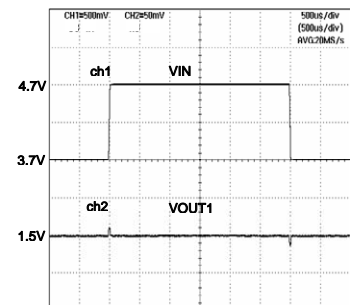 CH1=500mV CH2=50mV 500us/div
(500us/div)
AVG:20MS/s
ch1 VIN
4.7V
3.7V
ch2 VOUT1
1.5V